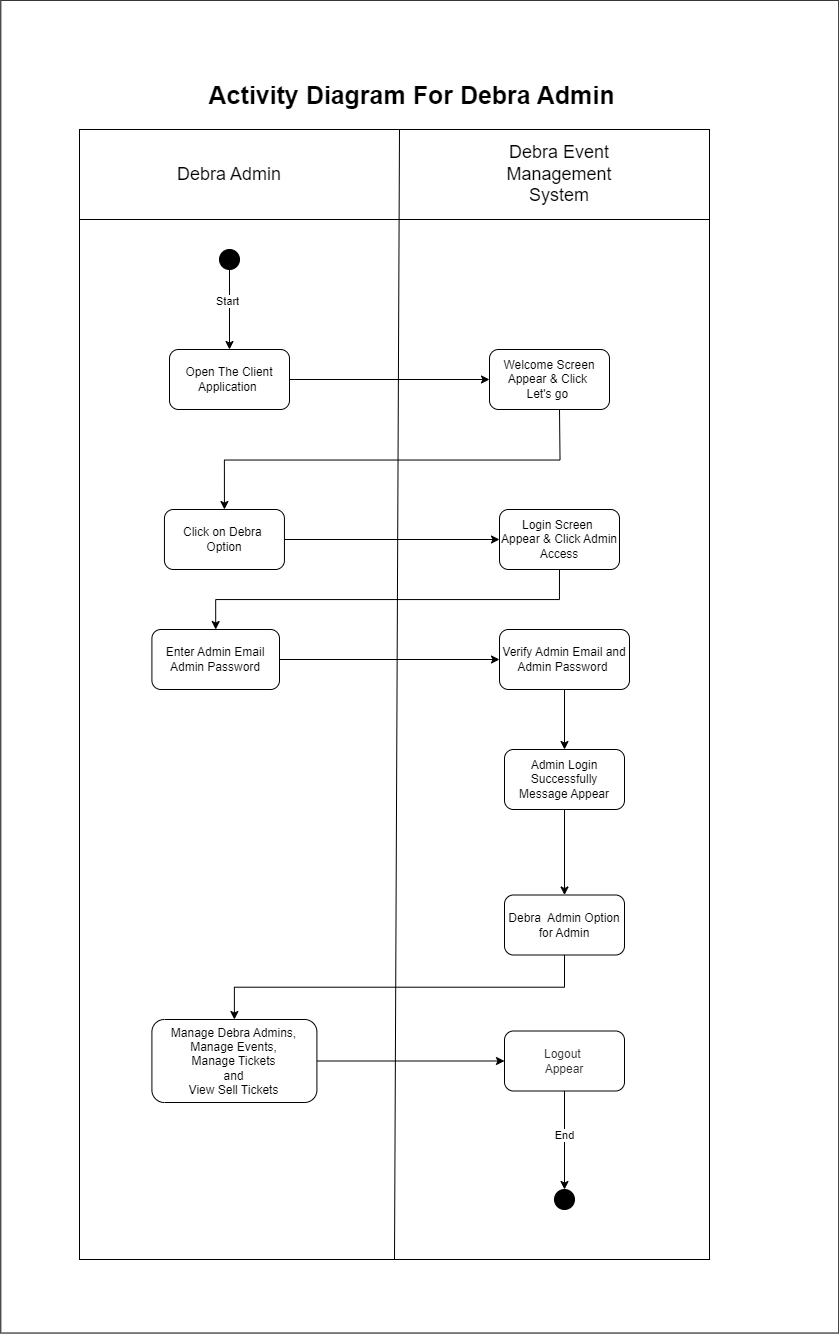 Activity Diagram For Debra Admin
Debra Admin
Debra Event
Management
System
Start
Open The Client
Application
Welcome Screen
Appear & Click
Let's go
Click on Debra
Option
Login Screen
Appear & Click Admin
Access
Enter Admin Email
Admin Password
Verify Admin Email and
Admin Password
Admin Login
Successfully
Message Appear
Debra Admin Option
for Admin
Manage Debra Admins,
Manage Events,
Manage Tickets
and
View Sell Tickets
Logout
Appear
End